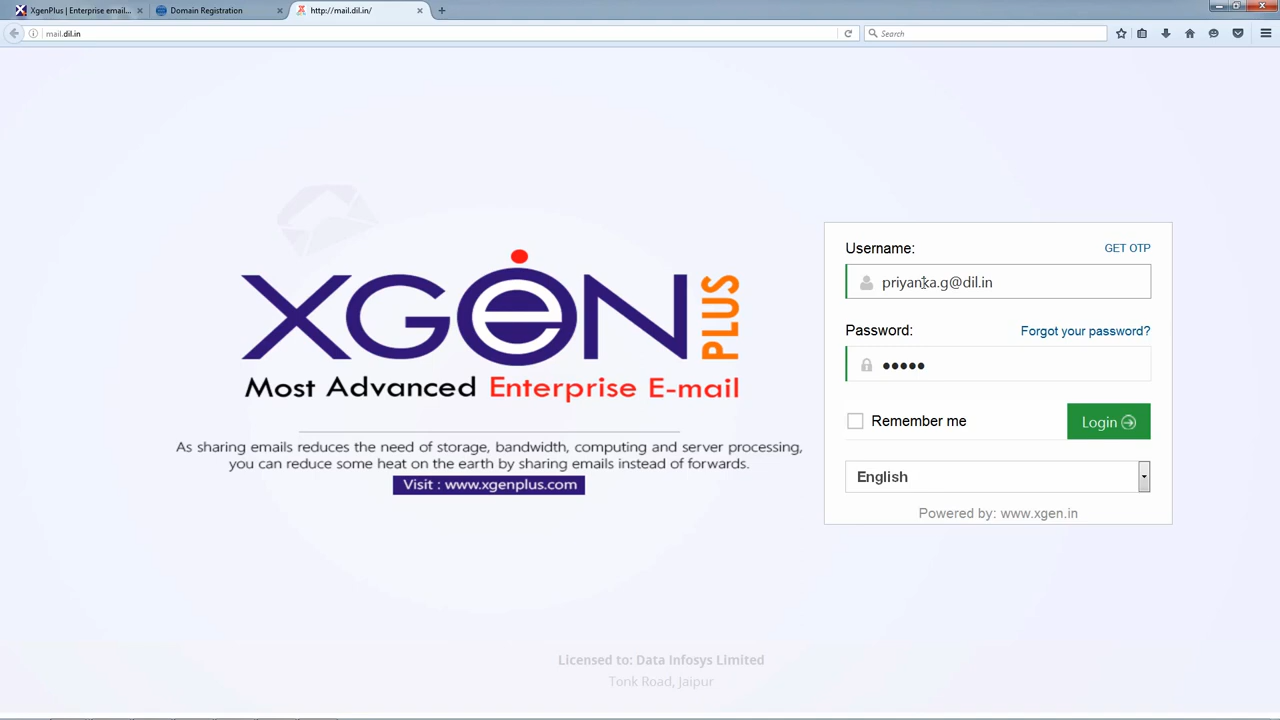 XgenPlus | Enterprise email...
Domain Registration
http://mail.dil.in/
mail.dil.in
Search
XGEN PLUS
Most Advanced Enterprise E-mail
As sharing emails reduces the need of storage, bandwidth, computing and server processing,
you can reduce some heat on the earth by sharing emails instead of forwards.
Visit : www.xgenplus.com
Username:
GET OTP
priyanka.g@dil.in
Password:
Forgot your password?
Remember me
Login
English
Powered by: www.xgen.in
Licensed to: Data Infosys Limited
Tonk Road, Jaipur